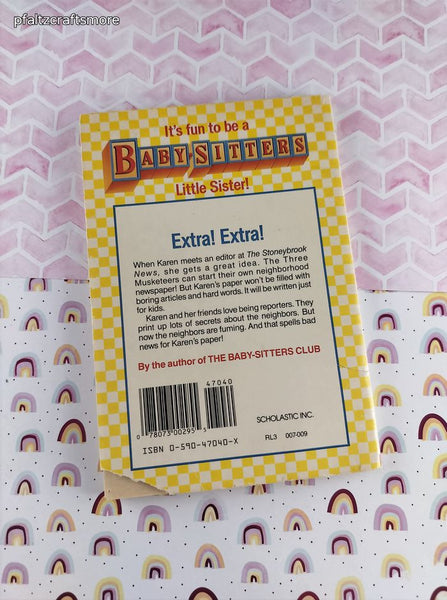 pfaltzcraftsmore
It's fun to be a
BABY-SITTERS
Little Sister!
Extra! Extra!
When Karen meets an editor at The Stoneybrook
News, she gets a great idea. The Three
Musketeers can start their own neighborhood
newspaper! But Karen's paper won't be filled with
boring articles and hard words. It will be written just
for kids.
Karen and her friends love being reporters. They
print up lots of secrets about the neighbors. But
now the neighbors are fuming. And that spells bad
news for Karen's paper!
By the author of THE BABY-SITTERS CLUB
47040
0 78073 00295 5
ISBN 0-590-47040-X
SCHOLASTIC INC.
RL3 007-009